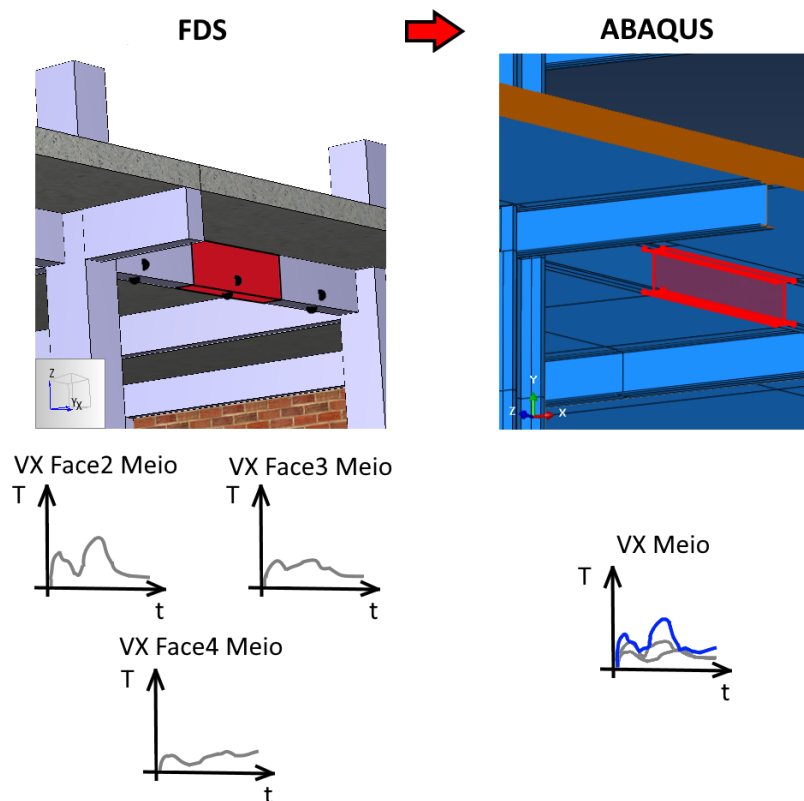 FDS
ABAQUS
Z
Y X
Y
Z X
VX Face2 Meio
T
t
VX Face3 Meio
T
t
VX Face4 Meio
T
t
VX Meio
T
t